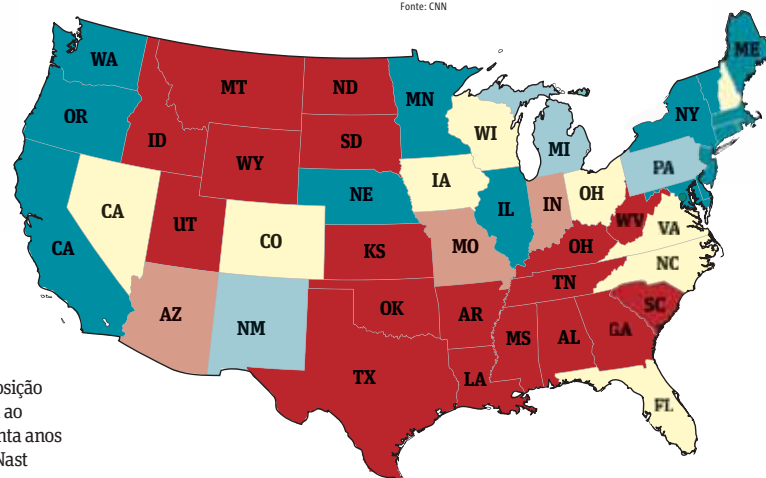 Fonte: CNN
WA
ME
MT
ND
MN
OR
NY
WI
ID
SD
MI
WY
PA
IA
NE
OH
CA
IL
IN
UT
WV
VA
CO
CA
KS
MO
OH
NC
TN
AZ
NM
OK
AR
SC
MS
AL
GA
TX
LA
FL
osição
ao
nta anos
Nast